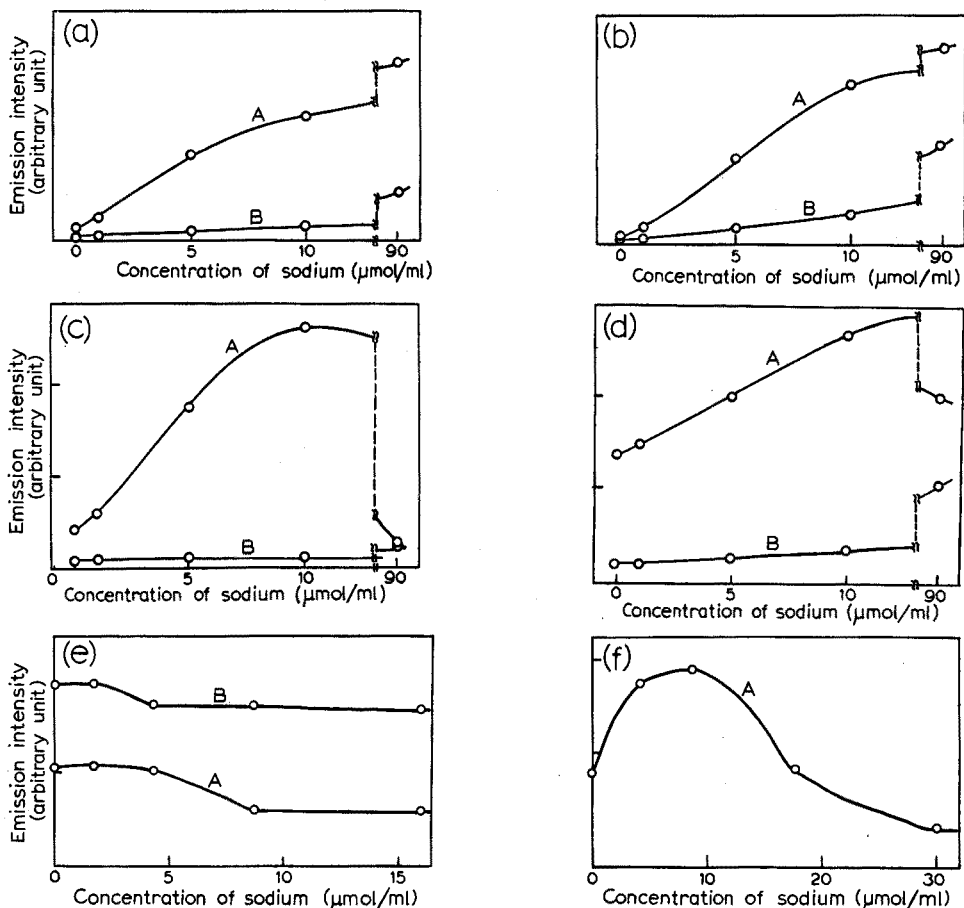 (a)
Emission intensity
(arbitrary unit)
A
B
0 5 10 90
Concentration of sodium (µmol/ml)
(b)
A
B
0 5 10 90
Concentration of sodium (µmol/ml)
(c)
Emission intensity
(arbitrary unit)
A
B
0 5 10 90
Concentration of sodium (µmol/ml)
(d)
A
B
0 5 10 90
Concentration of sodium (µmol/ml)
(e)
Emission intensity
(arbitrary unit)
B
A
0 5 10 15
Concentration of sodium (µmol/ml)
(f)
A
0 10 20 30
Concentration of sodium (µmol/ml)